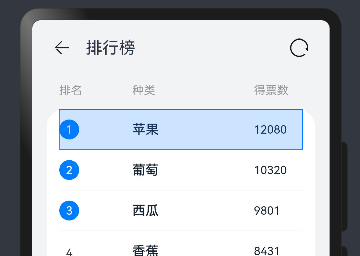 排行榜
排名 种类 得票数
1 苹果 12080
2 葡萄 10320
3 西瓜 9801
4 香蕉 8431